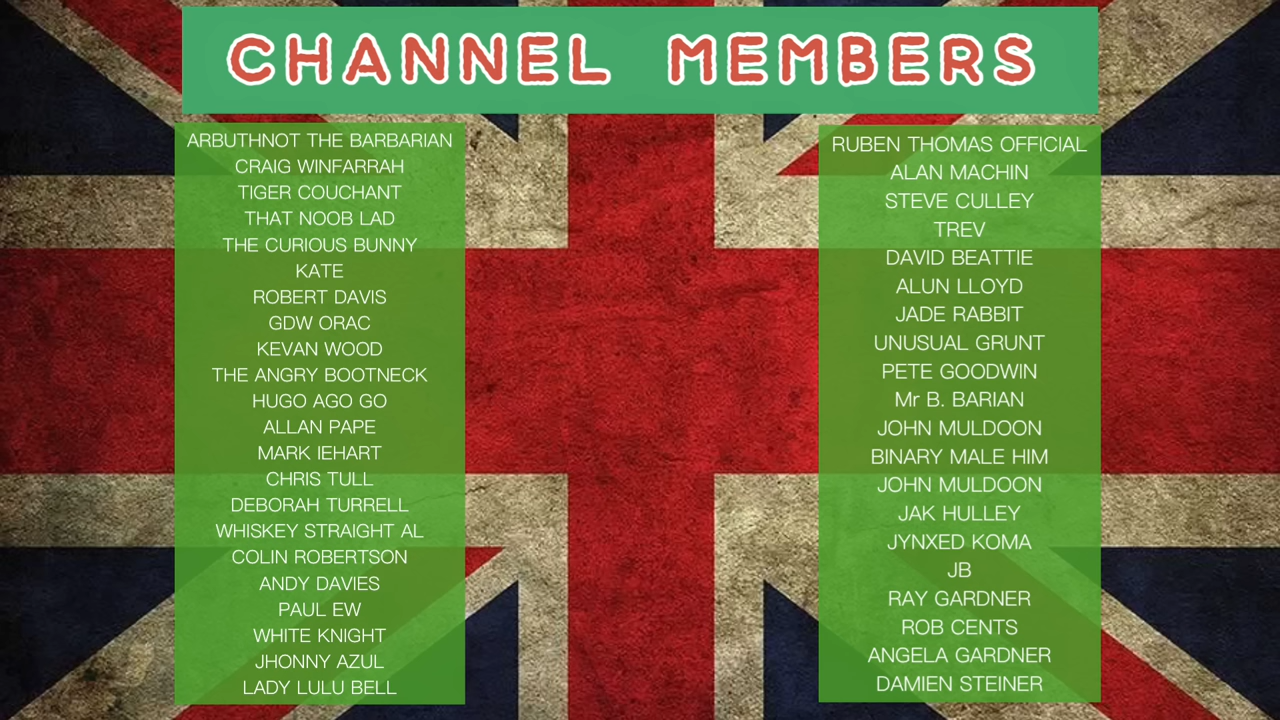 CHANNEL MEMBERS
ARBUTHNOT THE BARBARIAN
CRAIG WINFARRAH
TIGER COUCHANT
THAT NOOB LAD
THE CURIOUS BUNNY
KATE
ROBERT DAVIS
GDW ORAC
KEVAN WOOD
THE ANGRY BOOTNECK
HUGO AGO GO
ALLAN PAPE
MARK IEHART
CHRIS TULL
DEBORAH TURRELL
WHISKEY STRAIGHT AL
COLIN ROBERTSON
ANDY DAVIES
PAUL EW
WHITE KNIGHT
JHONNY AZUL
LADY LULU BELL
RUBEN THOMAS OFFICIAL
ALAN MACHIN
STEVE CULLEY
TREV
DAVID BEATTIE
ALUN LLOYD
JADE RABBIT
UNUSUAL GRUNT
PETE GOODWIN
Mr B. BARIAN
JOHN MULDOON
BINARY MALE HIM
JOHN MULDOON
JAK HULLEY
JYNXED KOMA
JB
RAY GARDNER
ROB CENTS
ANGELA GARDNER
DAMIEN STEINER